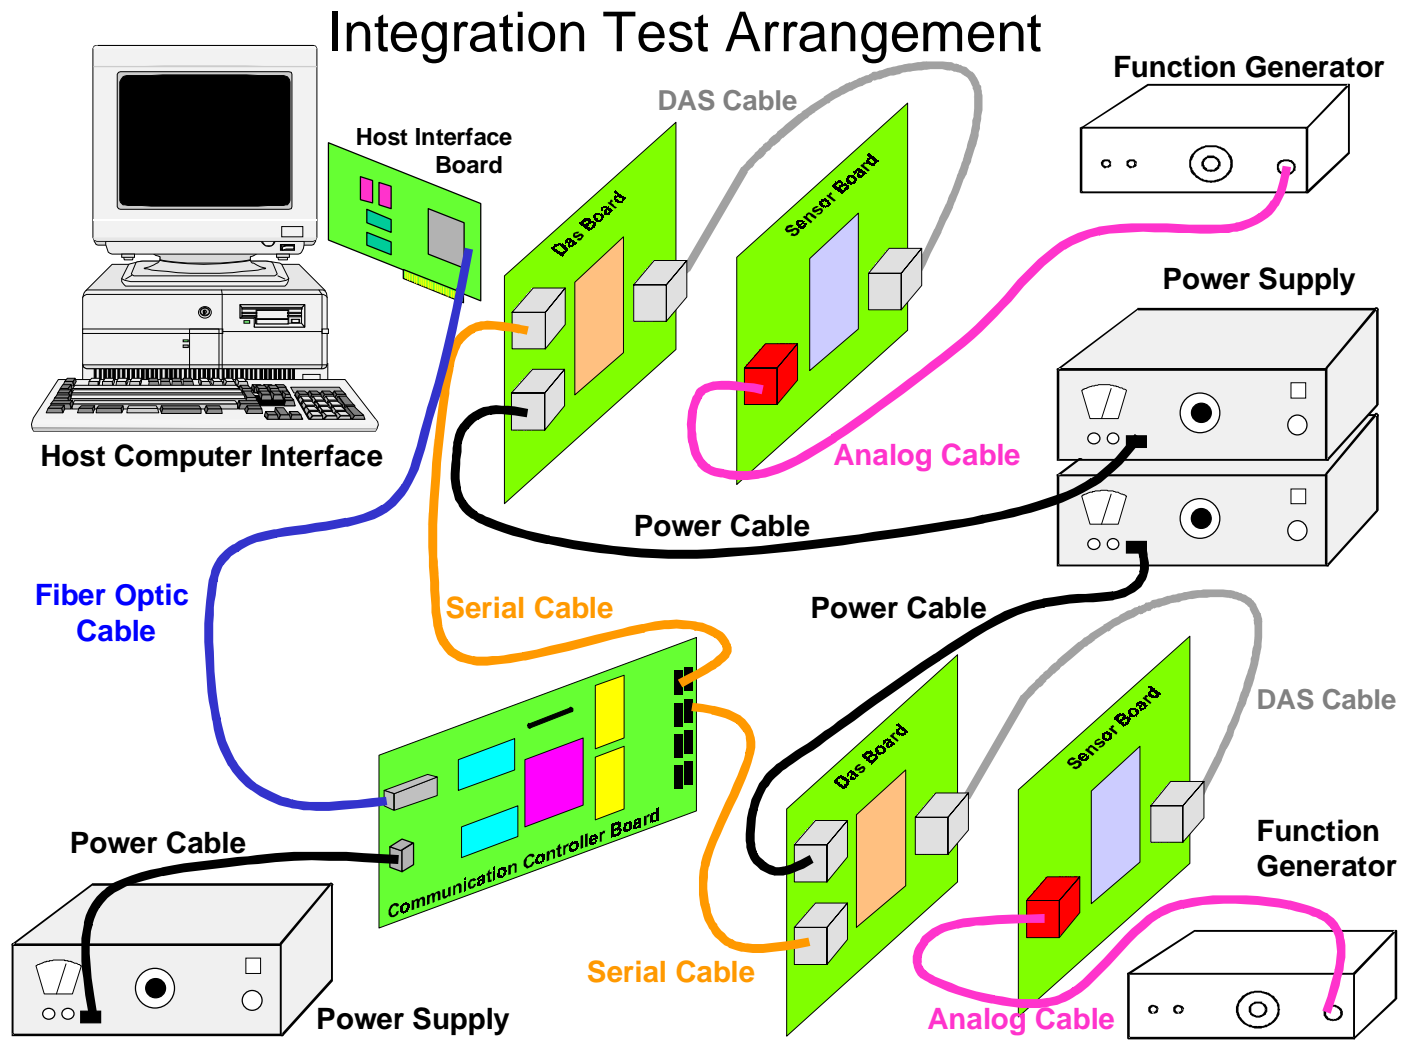 Integration Test Arrangement
Function Generator
DAS Cable
Host Interface
Board
Das Board
Sensor Board
Power Supply
Host Computer Interface
Analog Cable
Power Cable
Fiber Optic
Cable
Serial Cable
Power Cable
DAS Cable
Das Board
Sensor Board
Power Cable
Communication Controller Board
Function
Generator
Serial Cable
Analog Cable
Power Supply